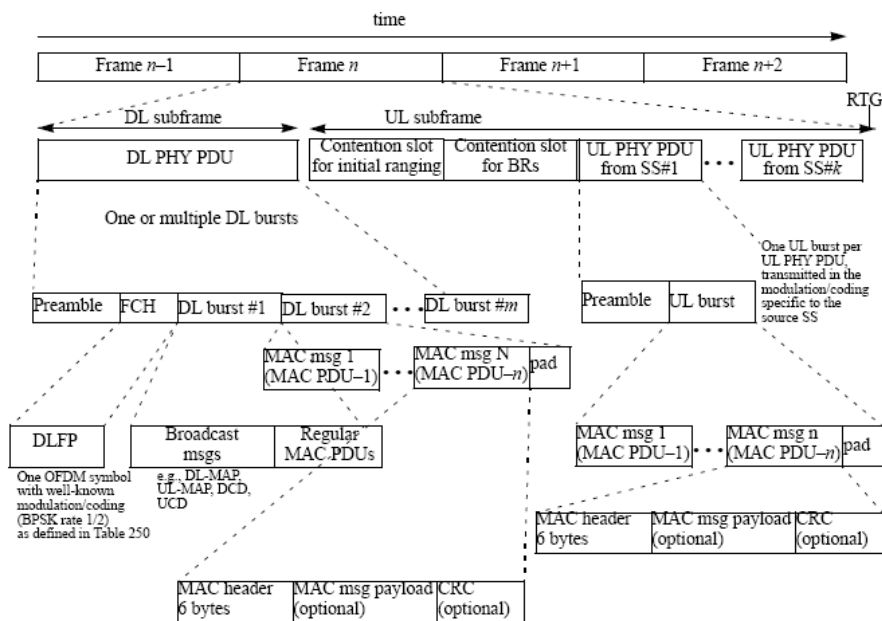 time
Frame n–1 Frame n Frame n+1 Frame n+2
RTG
DL subframe UL subframe
DL PHY PDU
Contention slot
for initial ranging
Contention slot
for BRs
UL PHY PDU
from SS#1
UL PHY PDU
from SS#k
One or multiple DL bursts
One UL burst per
UL PHY PDU,
transmitted in the
modulation/coding
specific to the
source SS
Preamble FCH DL burst #1 DL burst #2 DL burst #m
Preamble UL burst
MAC msg 1
(MAC PDU–1)
MAC msg N
(MAC PDU–n)
pad
DLFP
Broadcast
msgs
Regular
MAC PDUs
One OFDM symbol
with well-known
modulation/coding
(BPSK rate 1/2)
as defined in Table 250
e.g., DL-MAP,
UL-MAP, DCD,
UCD
MAC msg 1
(MAC PDU–1)
MAC msg n
(MAC PDU–n)
pad
MAC header
6 bytes
MAC msg payload
(optional)
CRC
(optional)
MAC header
6 bytes
MAC msg payload
(optional)
CRC
(optional)